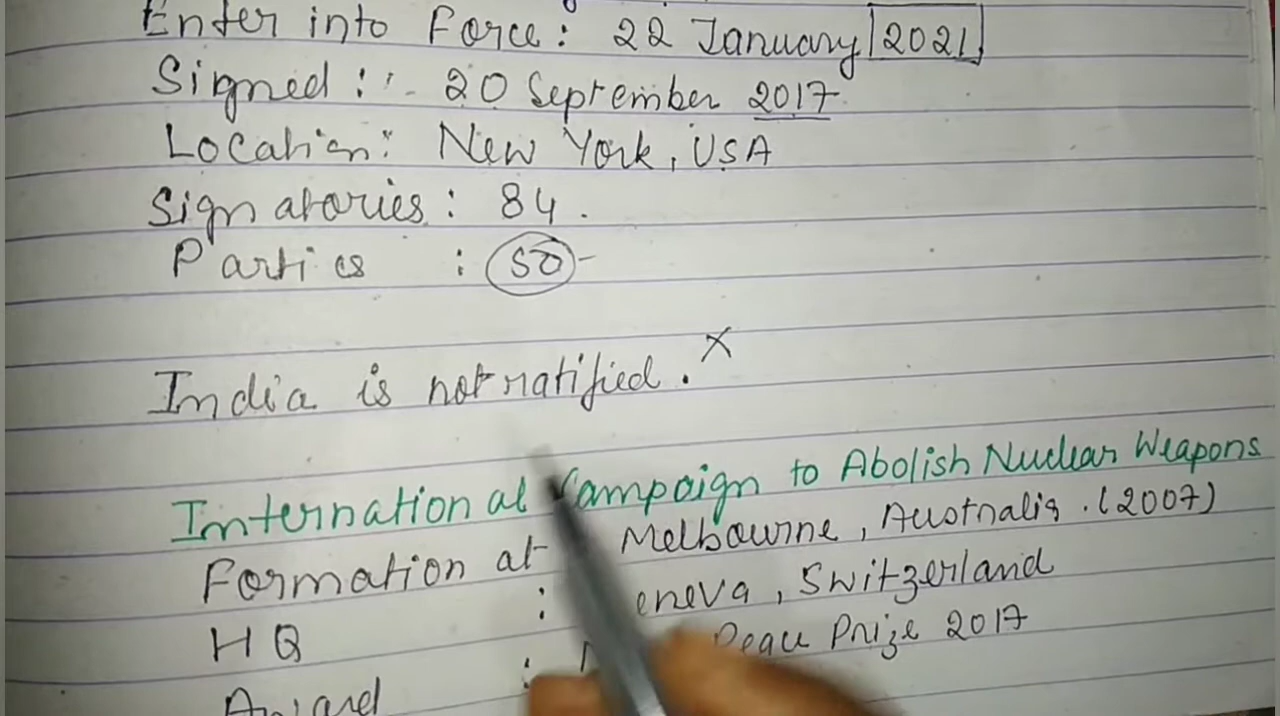 Enter into Force: 22 January 2021
Signed: 20 September 2017
Location: New York, USA
Signatories: 84.
Parties : 50
India is not ratified. X
International Campaign to Abolish Nuclear Weapons
Formation at Melbourne, Australia. (2007)
HQ : eneva, Switzerland
Award : Peace Prize 2017